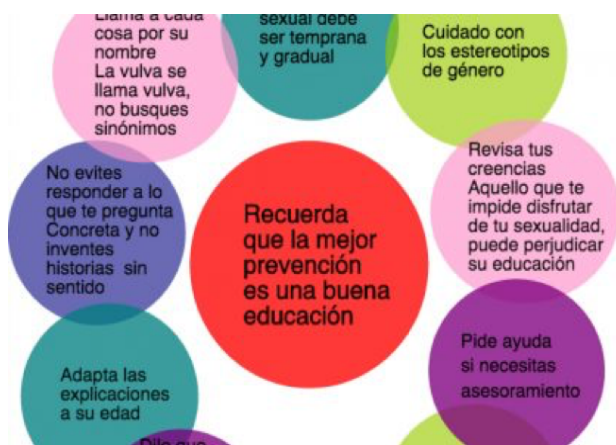 Llama a cada
cosa por su
nombre
La vulva se
llama vulva,
no busques
sinónimos
sexual debe
ser temprana
y gradual
Cuidado con
los estereotipos
de género
No evites
responder a lo
que te pregunta
Concreta y no
inventes
historias sin
sentido
Recuerda
que la mejor
prevención
es una buena
educación
Revisa tus
creencias
Aquello que te
impide disfrutar
de tu sexualidad,
puede perjudicar
su educación
Adapta las
explicaciones
a su edad
Pide ayuda
si necesitas
asesoramiento
Dile que